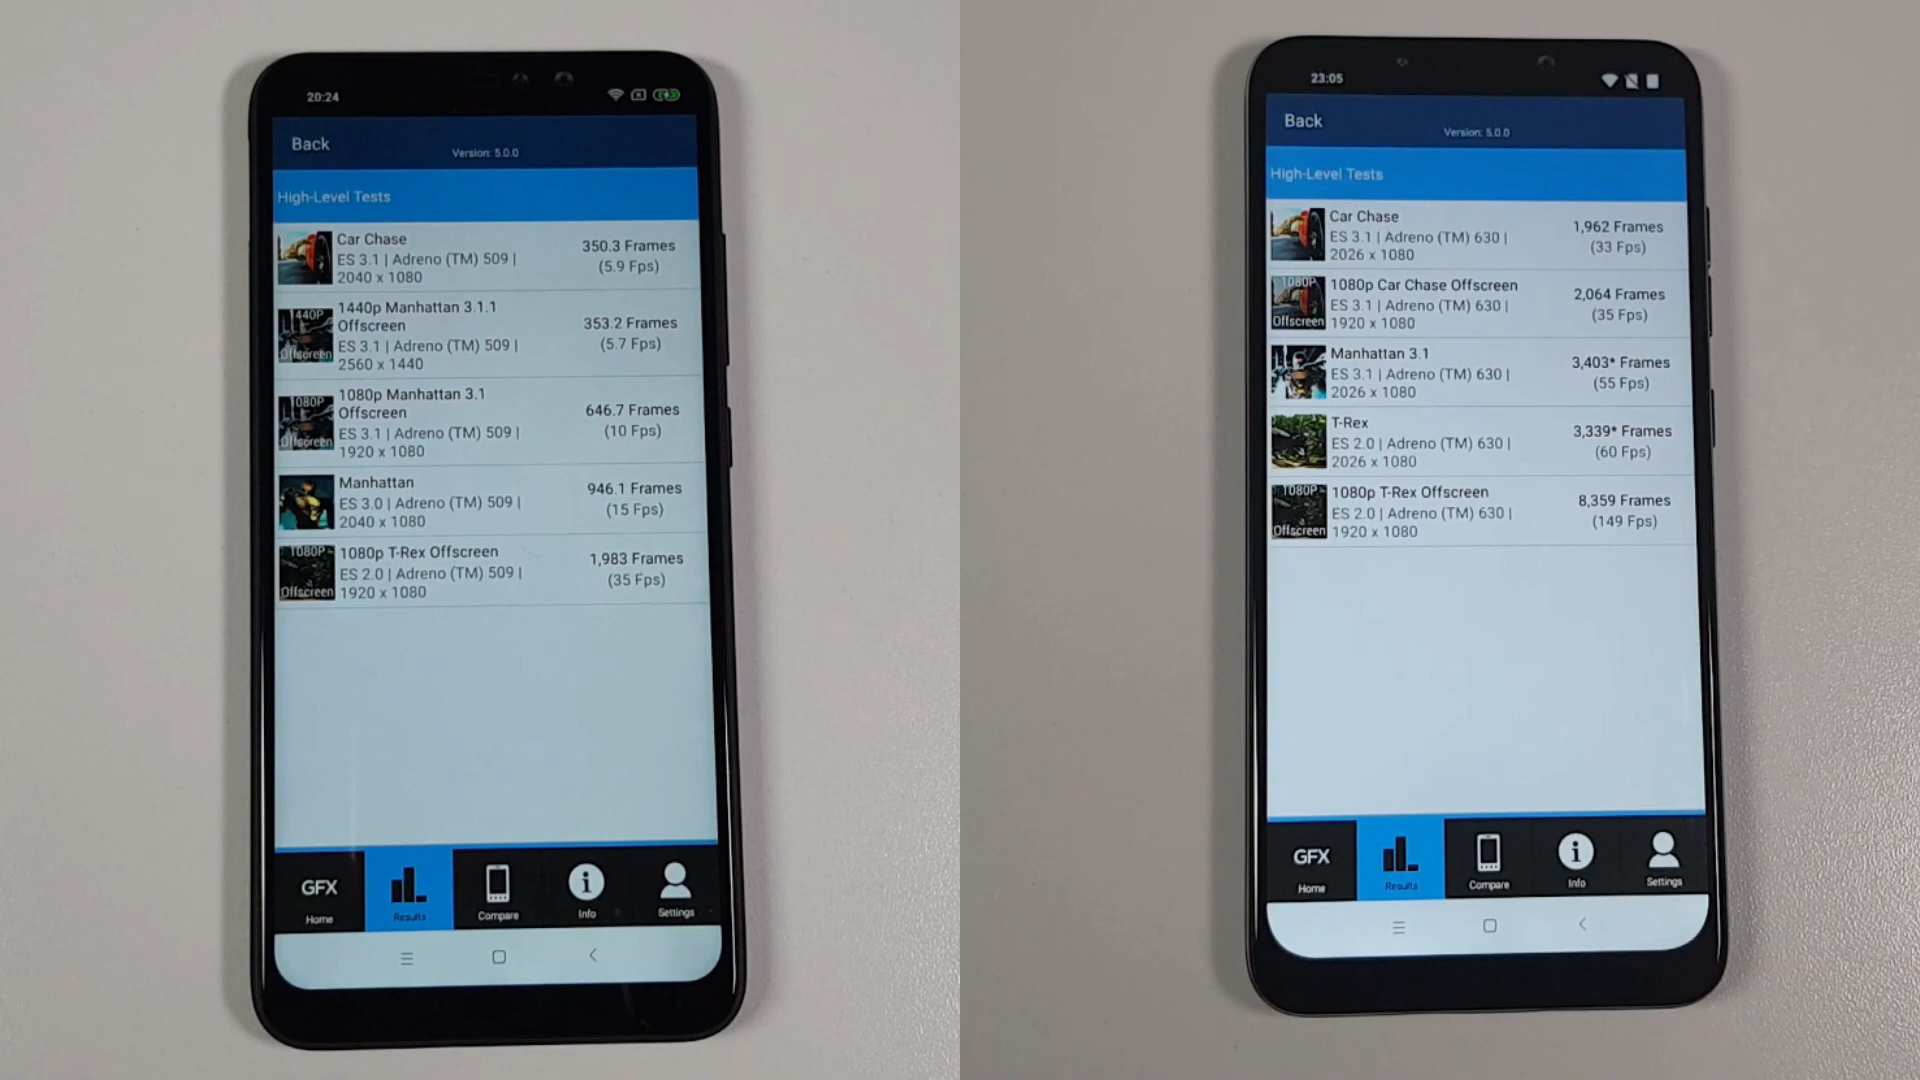 20:24
Back
Version: 5.0.0
High-Level Tests
Car Chase
ES 3.1 | Adreno (TM) 509 |
2040 x 1080
350.3 Frames
(5.9 Fps)
1440P
Offscreen
1440p Manhattan 3.1.1
Offscreen
ES 3.1 | Adreno (TM) 509 |
2560 x 1440
353.2 Frames
(5.7 Fps)
1080P
Offscreen
1080p Manhattan 3.1
Offscreen
ES 3.1 | Adreno (TM) 509 |
1920 x 1080
646.7 Frames
(10 Fps)
Manhattan
ES 3.0 | Adreno (TM) 509 |
2040 x 1080
946.1 Frames
(15 Fps)
1080P
Offscreen
1080p T-Rex Offscreen
ES 2.0 | Adreno (TM) 509 |
1920 x 1080
1,983 Frames
(35 Fps)
GFX
Home
Results
Compare
Info
Settings
23:05
Back
Version: 5.0.0
High-Level Tests
Car Chase
ES 3.1 | Adreno (TM) 630 |
2026 x 1080
1,962 Frames
(33 Fps)
1080P
Offscreen
1080p Car Chase Offscreen
ES 3.1 | Adreno (TM) 630 |
1920 x 1080
2,064 Frames
(35 Fps)
Manhattan 3.1
ES 3.1 | Adreno (TM) 630 |
2026 x 1080
3,403* Frames
(55 Fps)
T-Rex
ES 2.0 | Adreno (TM) 630 |
2026 x 1080
3,339* Frames
(60 Fps)
1080P
Offscreen
1080p T-Rex Offscreen
ES 2.0 | Adreno (TM) 630 |
1920 x 1080
8,359 Frames
(149 Fps)
GFX
Home
Results
Compare
Info
Settings